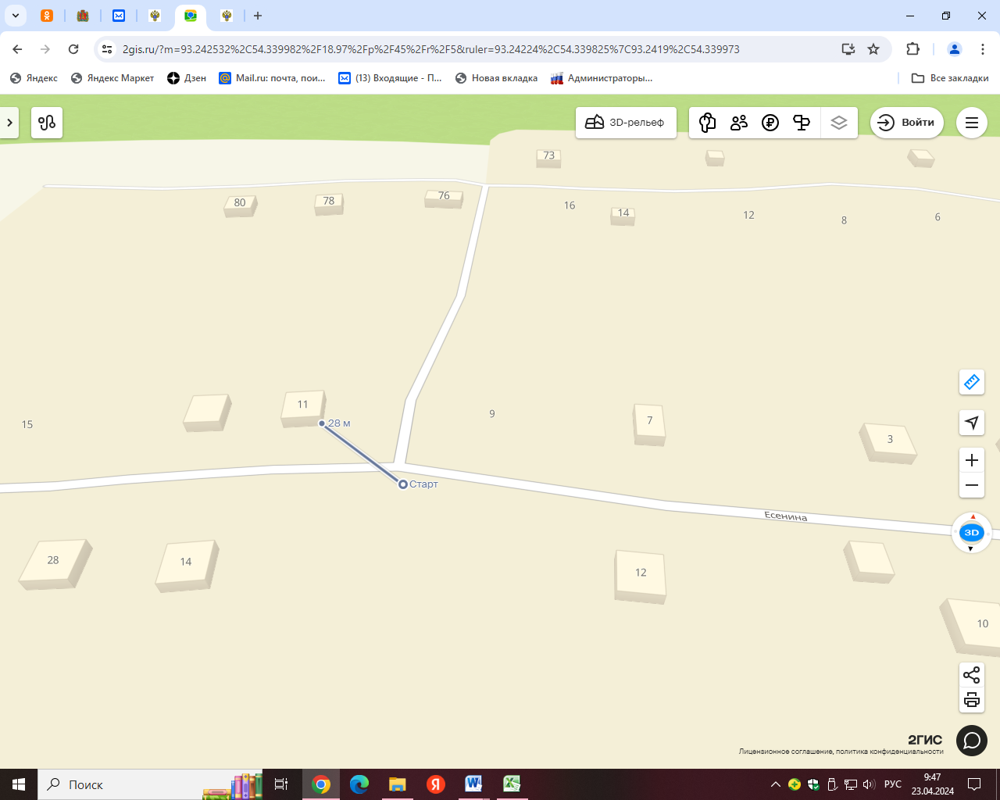 2gis.ru/?m=93.242532%2C54.339982%2F18.97%2Fp%2F45%2Fr%2F5&ruler=93.24224%2C54.339825%7C93.2419%2C54.339973
Яндекс
Яндекс Маркет
Дзен
Mail.ru: почта, пои...
(13) Входящие - П...
Новая вкладка
Администраторы...
Все закладки
3D-рельеф
Войти
73
80
78
76
16
14
12
8
6
11
28 м
15
9
7
3
Старт
Есенина
3D
28
14
12
10
2ГИС
Лицензионное соглашение, политика конфиденциальности
Поиск
РУС
9:47
23.04.2024